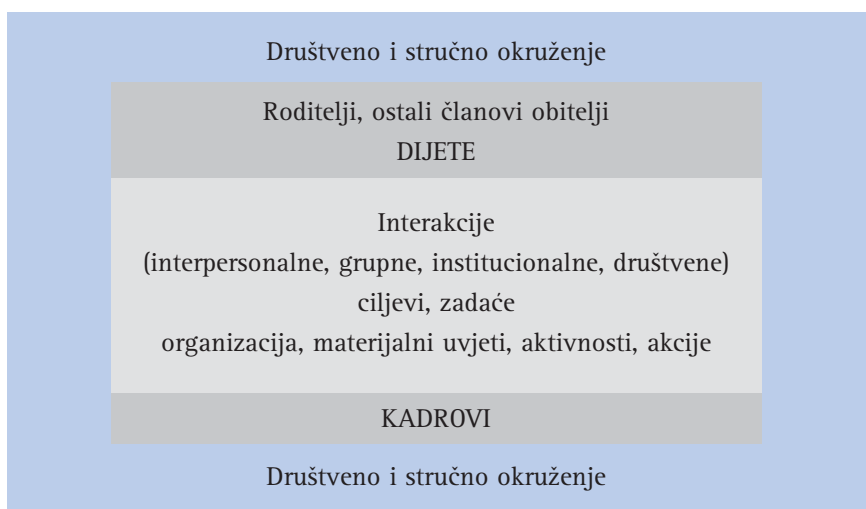 Društveno i stručno okruženje
Roditelji, ostali članovi obitelji
DIJETE
Interakcije
(interpersonalne, grupne, institucionalne, društvene)
ciljevi, zadaće
organizacija, materijalni uvjeti, aktivnosti, akcije
KADROVI
Društveno i stručno okruženje